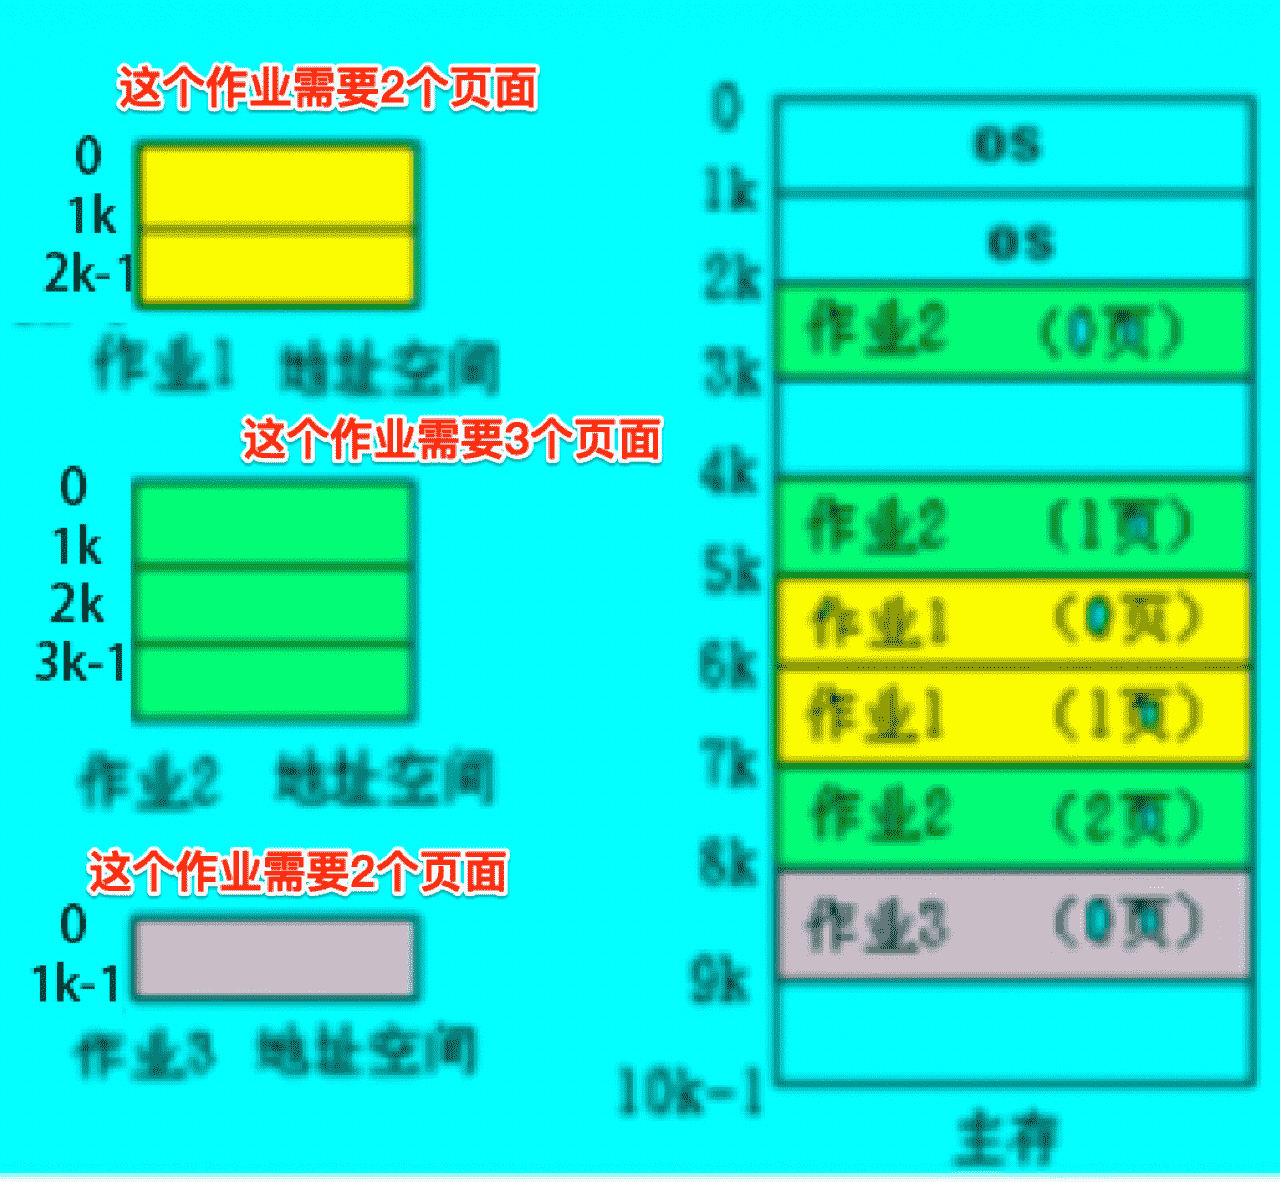 这个作业需要2个页面
0
1k
2k-1
作业1 地址空间
这个作业需要3个页面
0
1k
2k
3k-1
作业2 地址空间
这个作业需要2个页面
0
1k-1
作业3 地址空间
0
os
1k
os
2k
作业2 (0页)
3k
4k
作业2 (1页)
5k
作业1 (0页)
6k
作业1 (1页)
7k
作业2 (2页)
8k
作业3 (0页)
9k
10k-1
主存